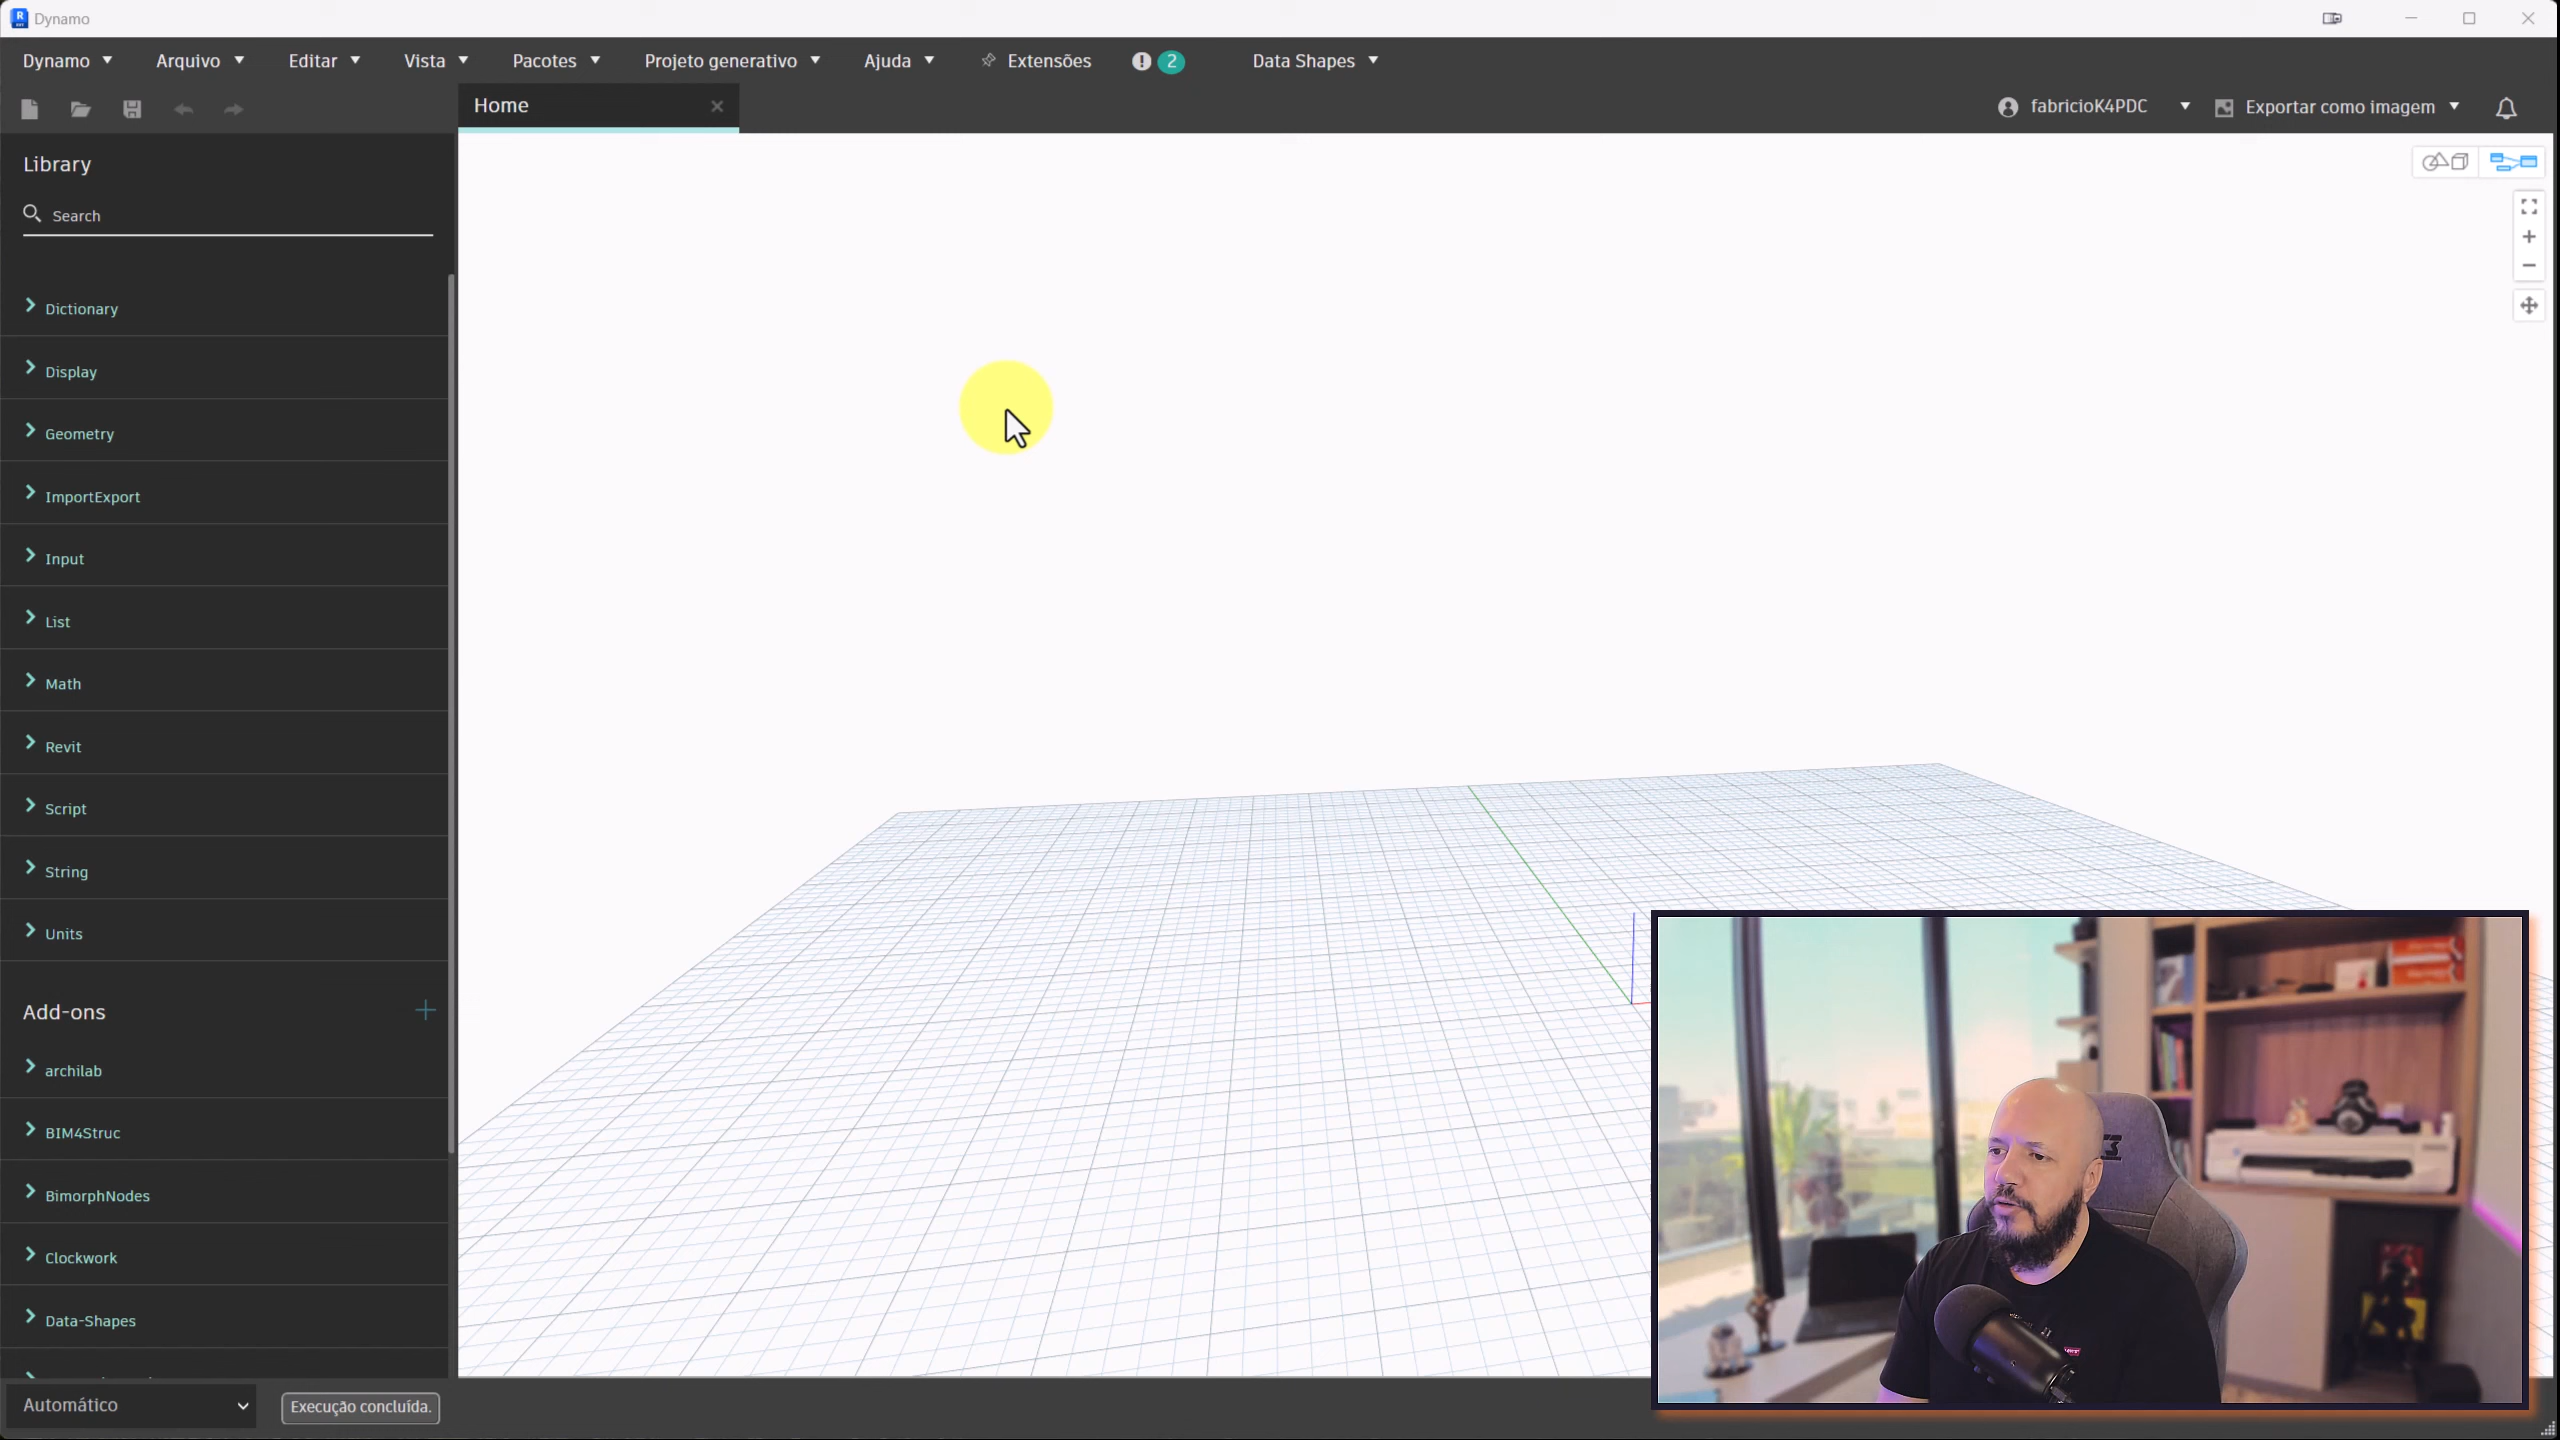 Dynamo
Dynamo Arquivo Editar Vista Pacotes Projeto generativo Ajuda Extensões 2 Data Shapes
Home
fabricioK4PDC Exportar como imagem
Library
Search
Dictionary
Display
Geometry
ImportExport
Input
List
Math
Revit
Script
String
Units
Add-ons
archilab
BIM4Struc
BimorphNodes
Clockwork
Data-Shapes
Automático
Execução concluída.